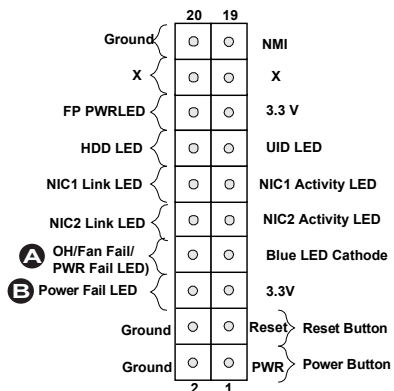 20 19
Ground NMI
X X
FP PWRLED 3.3 V
HDD LED UID LED
NIC1 Link LED NIC1 Activity LED
NIC2 Link LED NIC2 Activity LED
A OH/Fan Fail/
PWR Fail LED) Blue LED Cathode
B Power Fail LED 3.3V
Ground Reset Reset Button
Ground PWR Power Button
2 1